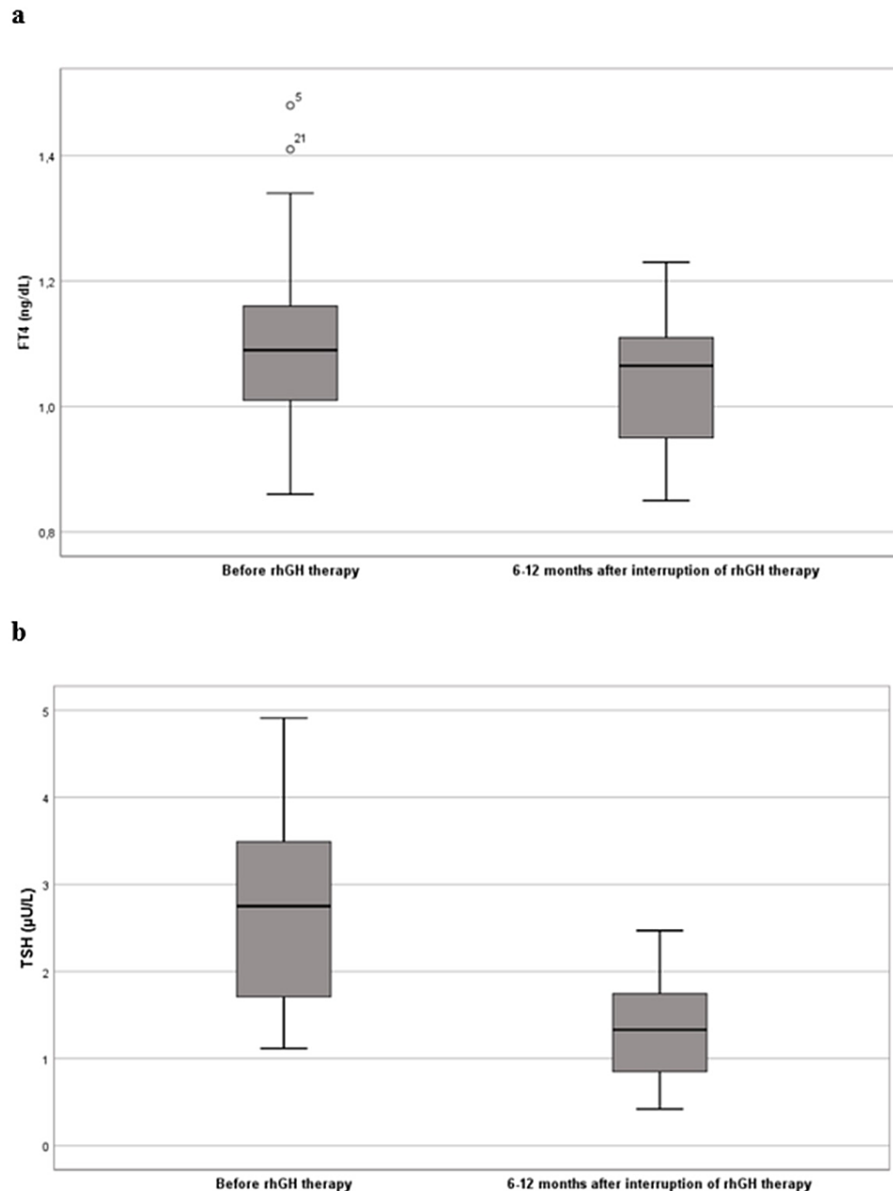 a
5
21
1,4
1,2
1,0
0,8
FT4 (ng/dL)
Before rhGH therapy
6-12 months after interruption of rhGH therapy
b
5
4
3
2
1
0
TSH (µU/L)
Before rhGH therapy
6-12 months after interruption of rhGH therapy